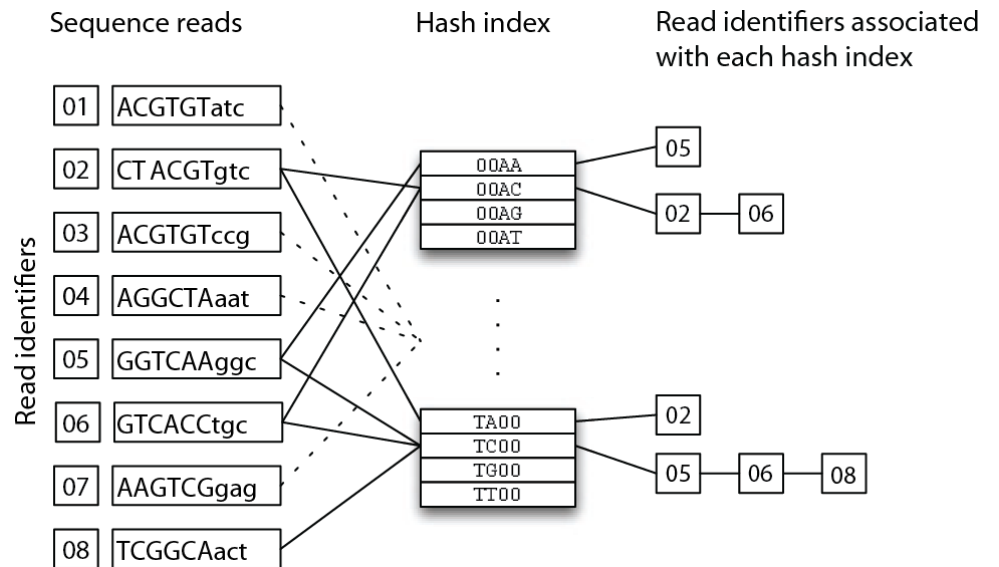 Sequence reads
Hash index
Read identifiers associated
with each hash index
Read identifiers
01 ACGTGTatc
02 CT ACGTgtc
03 ACGTGTccg
04 AGGCTAaat
05 GGTCAAggc
06 GTCACCtgc
07 AAGTCGgag
08 TCGGCAact
00AA
00AC
00AG
00AT
TA00
TC00
TG00
TT00
05
02 06
02
05 06 08